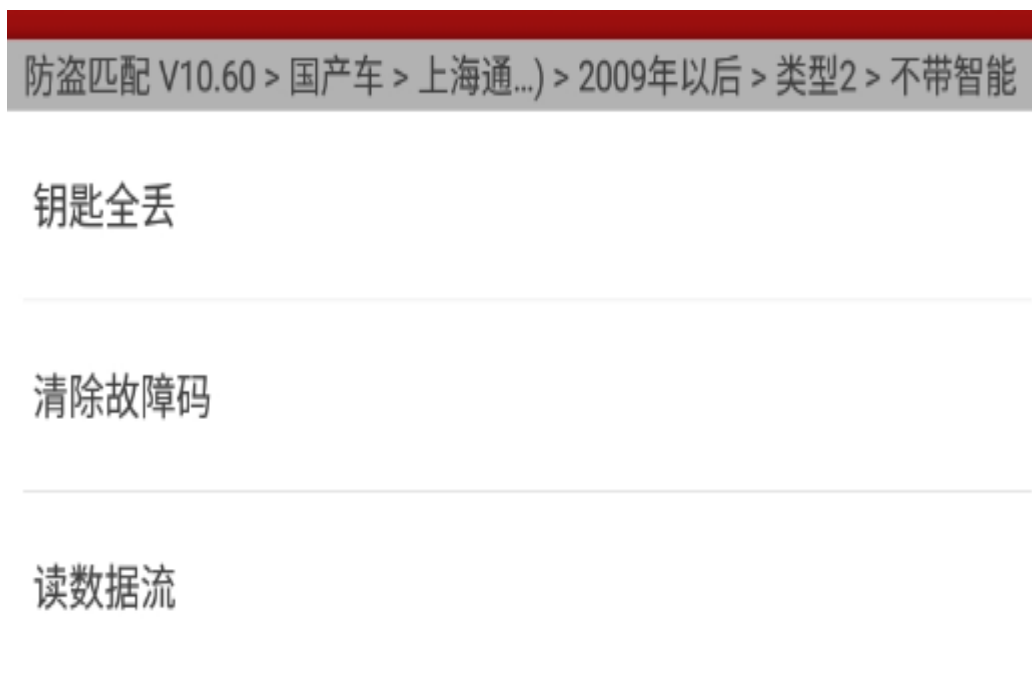 防盗匹配 V10.60 > 国产车 > 上海通...) > 2009年以后 > 类型2 > 不带智能
钥匙全丢
清除故障码
读数据流